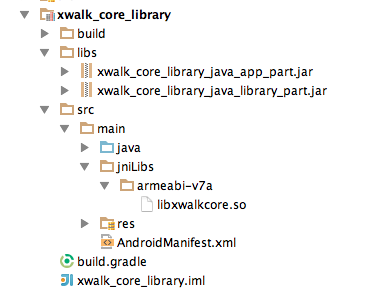 xwalk_core_library
build
libs
xwalk_core_library_java_app_part.jar
xwalk_core_library_java_library_part.jar
src
main
java
jniLibs
armeabi-v7a
libxwalkcore.so
res
AndroidManifest.xml
build.gradle
xwalk_core_library.iml